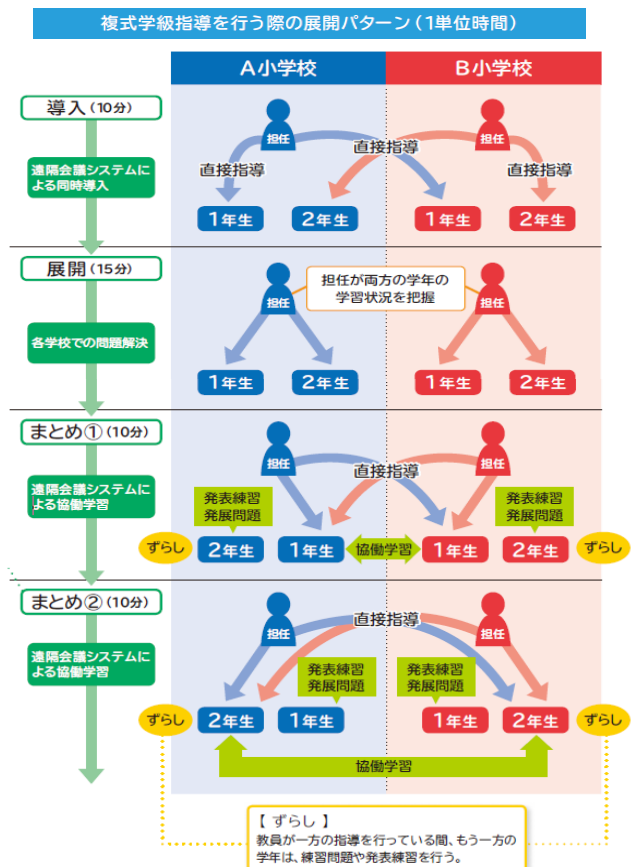 複式学級指導を行う際の展開パターン（1単位時間）
A小学校
B小学校
導入（10分）
遠隔会議システムに
よる同時導入
担任
担任
直接指導
直接指導
直接指導
1年生
2年生
1年生
2年生
展開（15分）
各学校での問題解決
担任が両方の学年の
学習状況を把握
担任
担任
1年生
2年生
1年生
2年生
まとめ①（10分）
遠隔会議システムに
よる協働学習
担任
担任
直接指導
発表練習
発展問題
発表練習
発展問題
ずらし
2年生
1年生
協働学習
1年生
2年生
ずらし
まとめ②（10分）
遠隔会議システムに
よる協働学習
担任
担任
直接指導
発表練習
発展問題
発表練習
発展問題
ずらし
2年生
1年生
1年生
2年生
ずらし
協働学習
【 ずらし 】
教員が一方の指導を行っている間、もう一方の
学年は、練習問題や発表練習を行う。